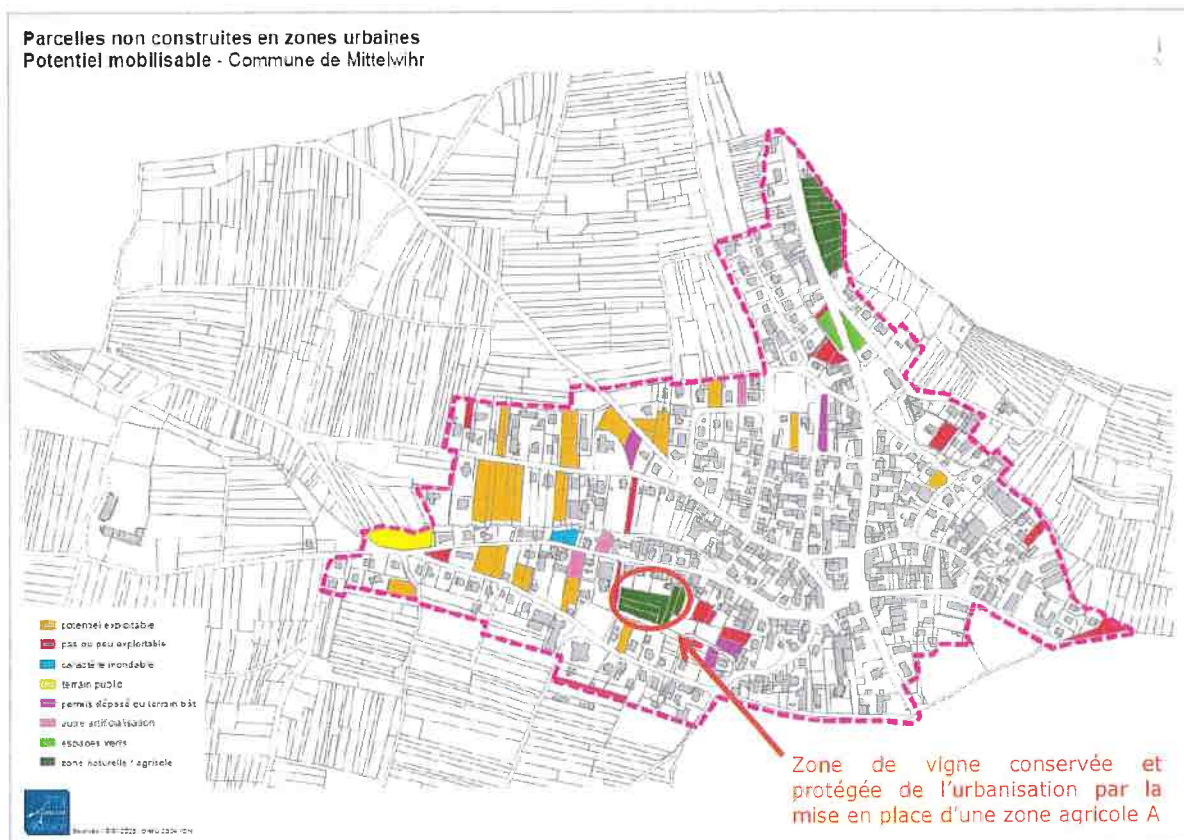 Parcelles non construites en zones urbaines
Potentiel mobilisable - Commune de Mittelwihr
potentiel exploitable
pas ou peu exploitable
caractère inondable
terrain public
permis déposé ou terrain bâti
autre artificialisation
espaces verts
zone naturelle / agricole
Zone de vigne conservée et
protégée de l'urbanisation par la
mise en place d'une zone agricole A